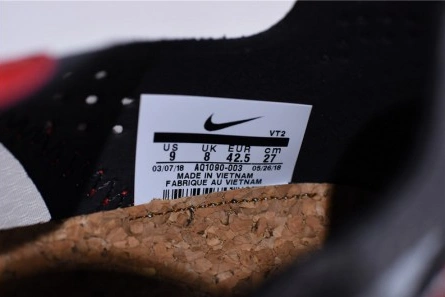 VT2
US UK EUR cm
9 8 42.5 27
03/07/18 AQ1090-003 05/26/18
MADE IN VIETNAM
FABRIQUE AU VIETNAM